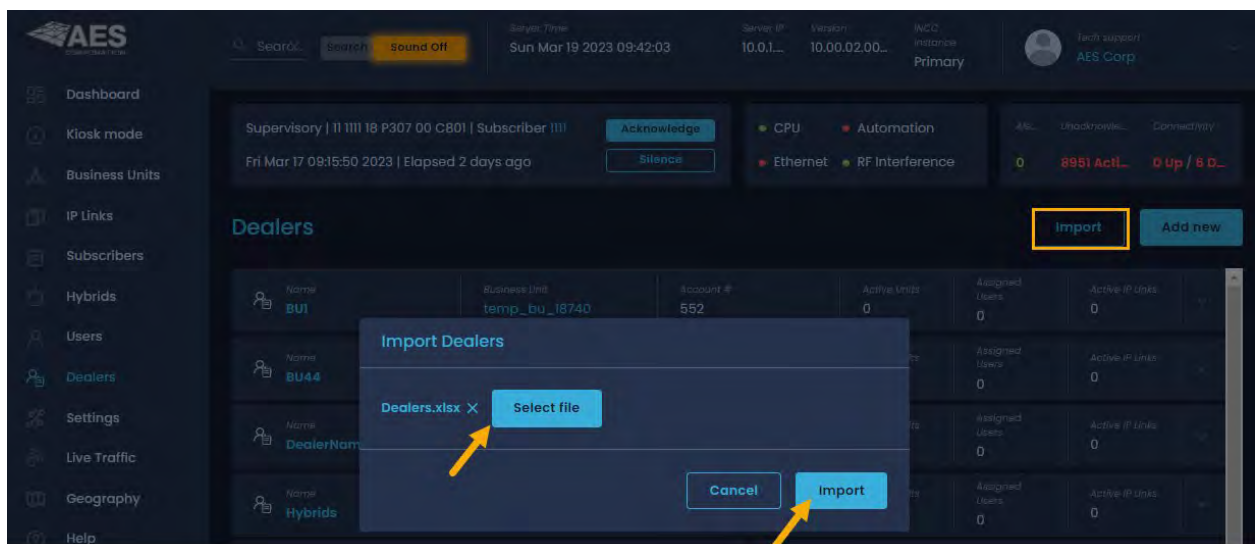 AES
Search
Sound Off
Server Time
Sun Mar 19 2023 09:42:03
Server IP
10.0.1....
Version
10.00.02.00...
INCC
Instance
Primary
Tech support
AES Corp
Dashboard
Kiosk mode
Business Units
IP Links
Subscribers
Hybrids
Users
Dealers
Settings
Live Traffic
Geography
Help
Supervisory | 11 1111 18 P307 00 C801 | Subscriber 1111
Acknowledge
Fri Mar 17 09:15:50 2023 | Elapsed 2 days ago
Silence
CPU
Automation
Ethernet
RF Interference
Unacknowle...
Connectivity
0
8951 Acti...
0 Up / 6 D...
Dealers
Import
Add new
Name
BU1
Business Unit
temp_bu_18740
Account #
552
Active Units
0
Assigned
Users
0
Active IP Links
0
Name
BU44
Assigned
Users
0
Active IP Links
0
Name
DealerNam
Assigned
Users
0
Active IP Links
0
Name
Hybrids
Assigned
Users
0
Active IP Links
0
Import Dealers
Dealers.xlsx ×
Select file
Cancel
Import